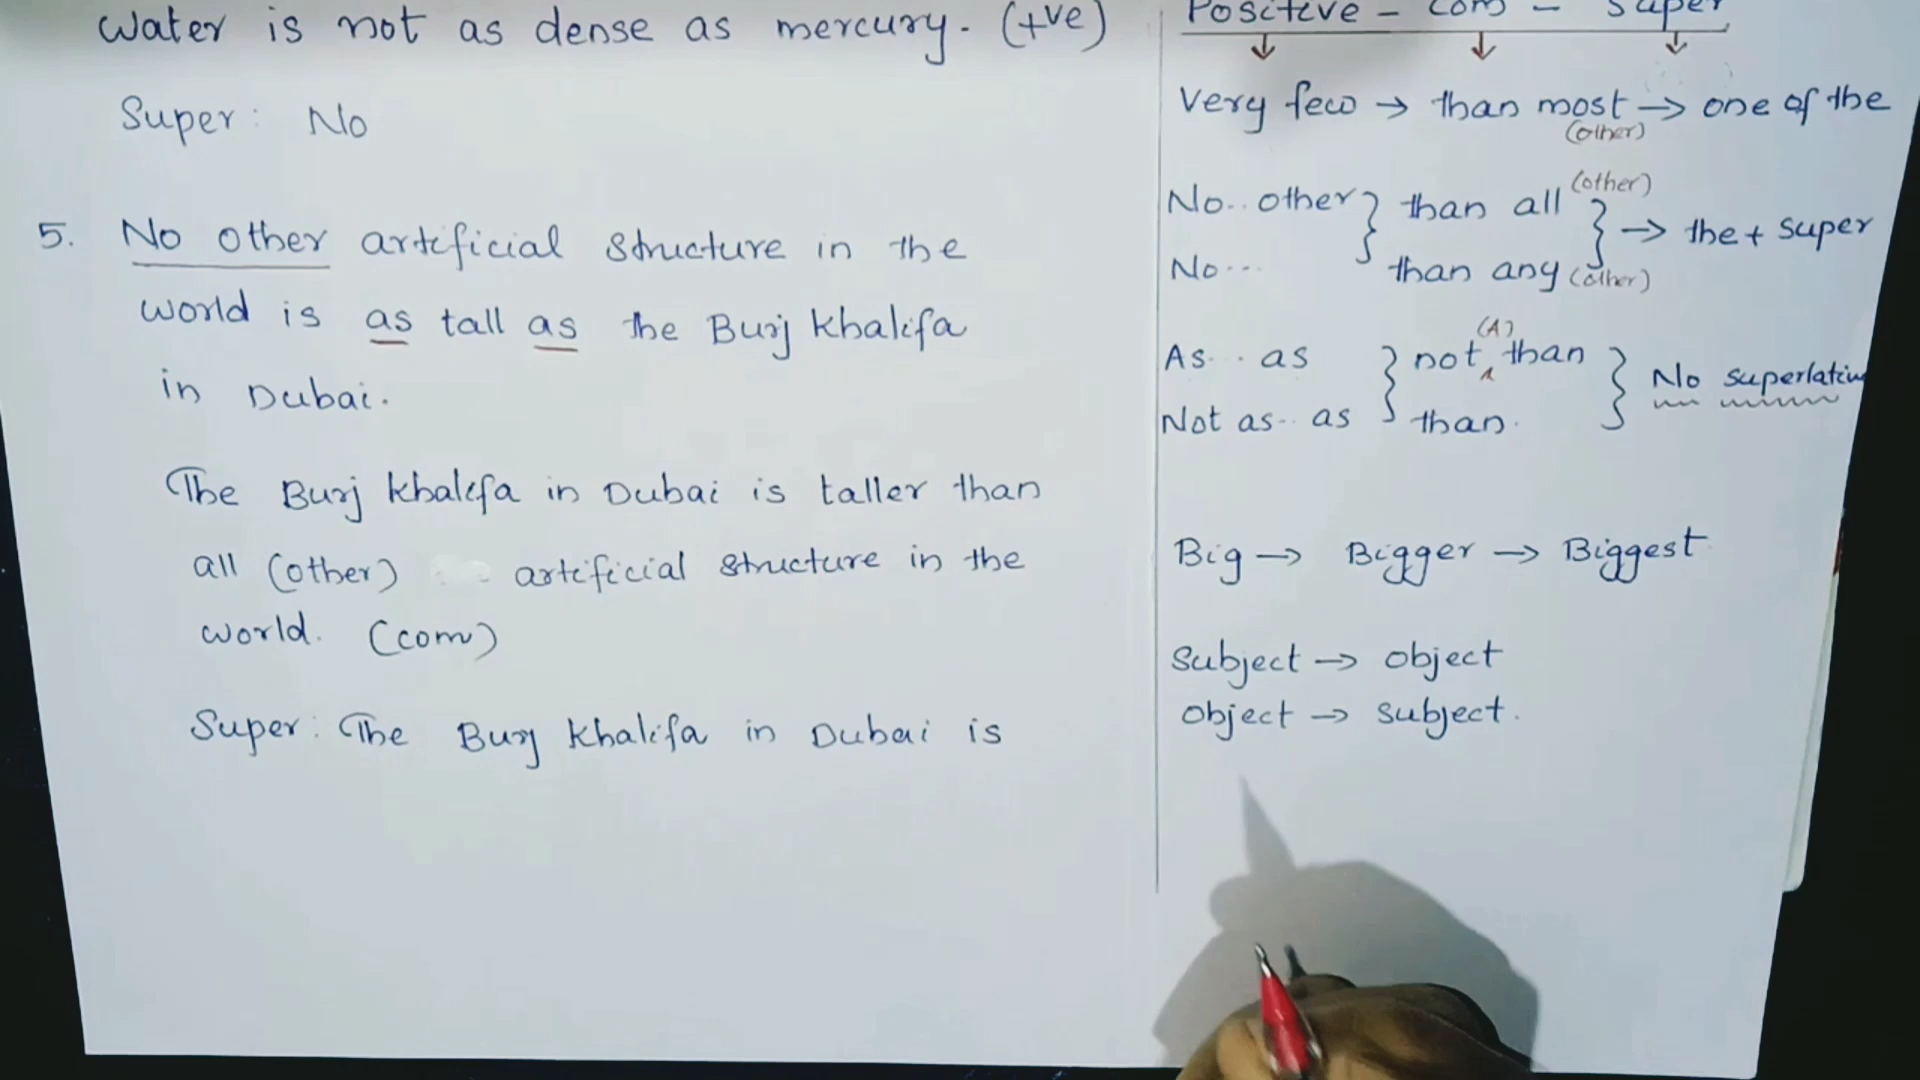 Water is not as dense as mercury. (+ve)
Super: No
5. No other artificial structure in the
world is as tall as the Burj Khalifa
in Dubai.
The Burj Khalifa in Dubai is taller than
all (other) artificial structure in the
world. (com)
Super: The Burj Khalifa in Dubai is
Positive - Com - Super
Very few → than most → one of the
(other)
No.. other } than all (other) } → the + super
No... than any (other)
As... as } not (A) than } No superlative
Not as.. as than.
Big → Bigger → Biggest
Subject → object
object → subject.